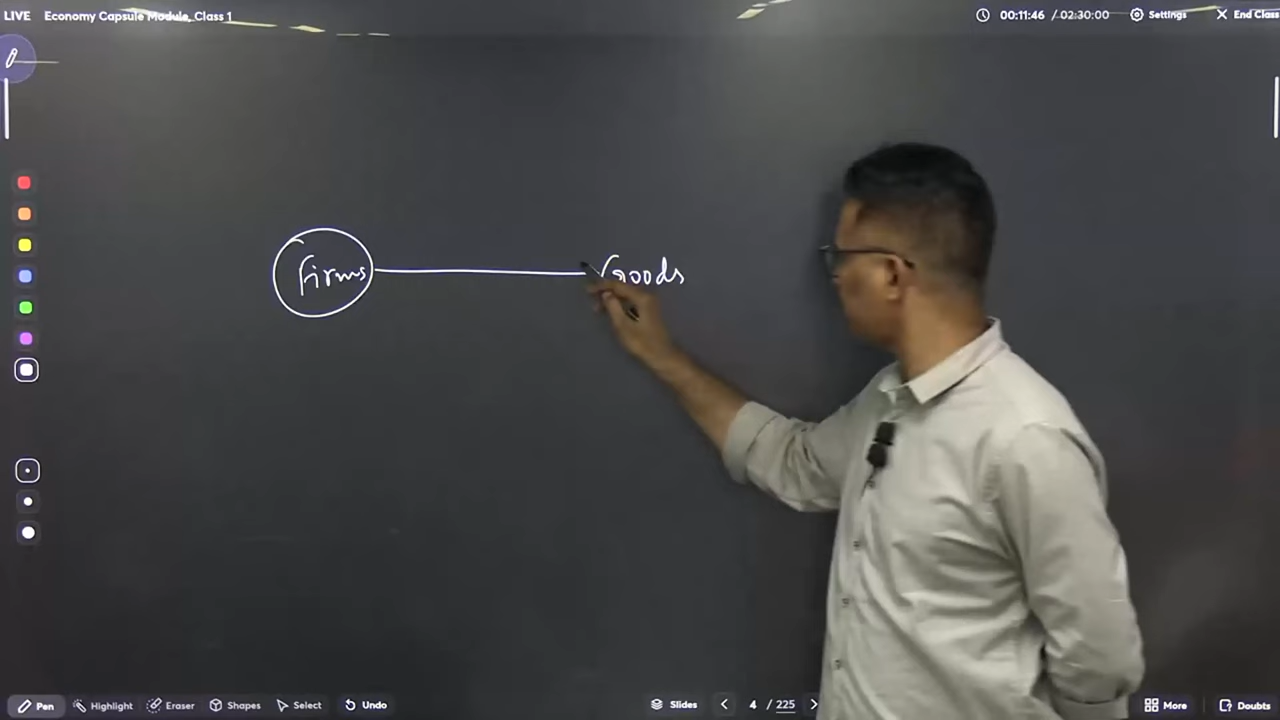 LIVE Economy Capsule Module, Class 1
00:11:46 / 02:30:00 Settings End Class
Firms Goods
Pen Highlight Eraser Shapes Select Undo Slides 4 / 225 More Doubts